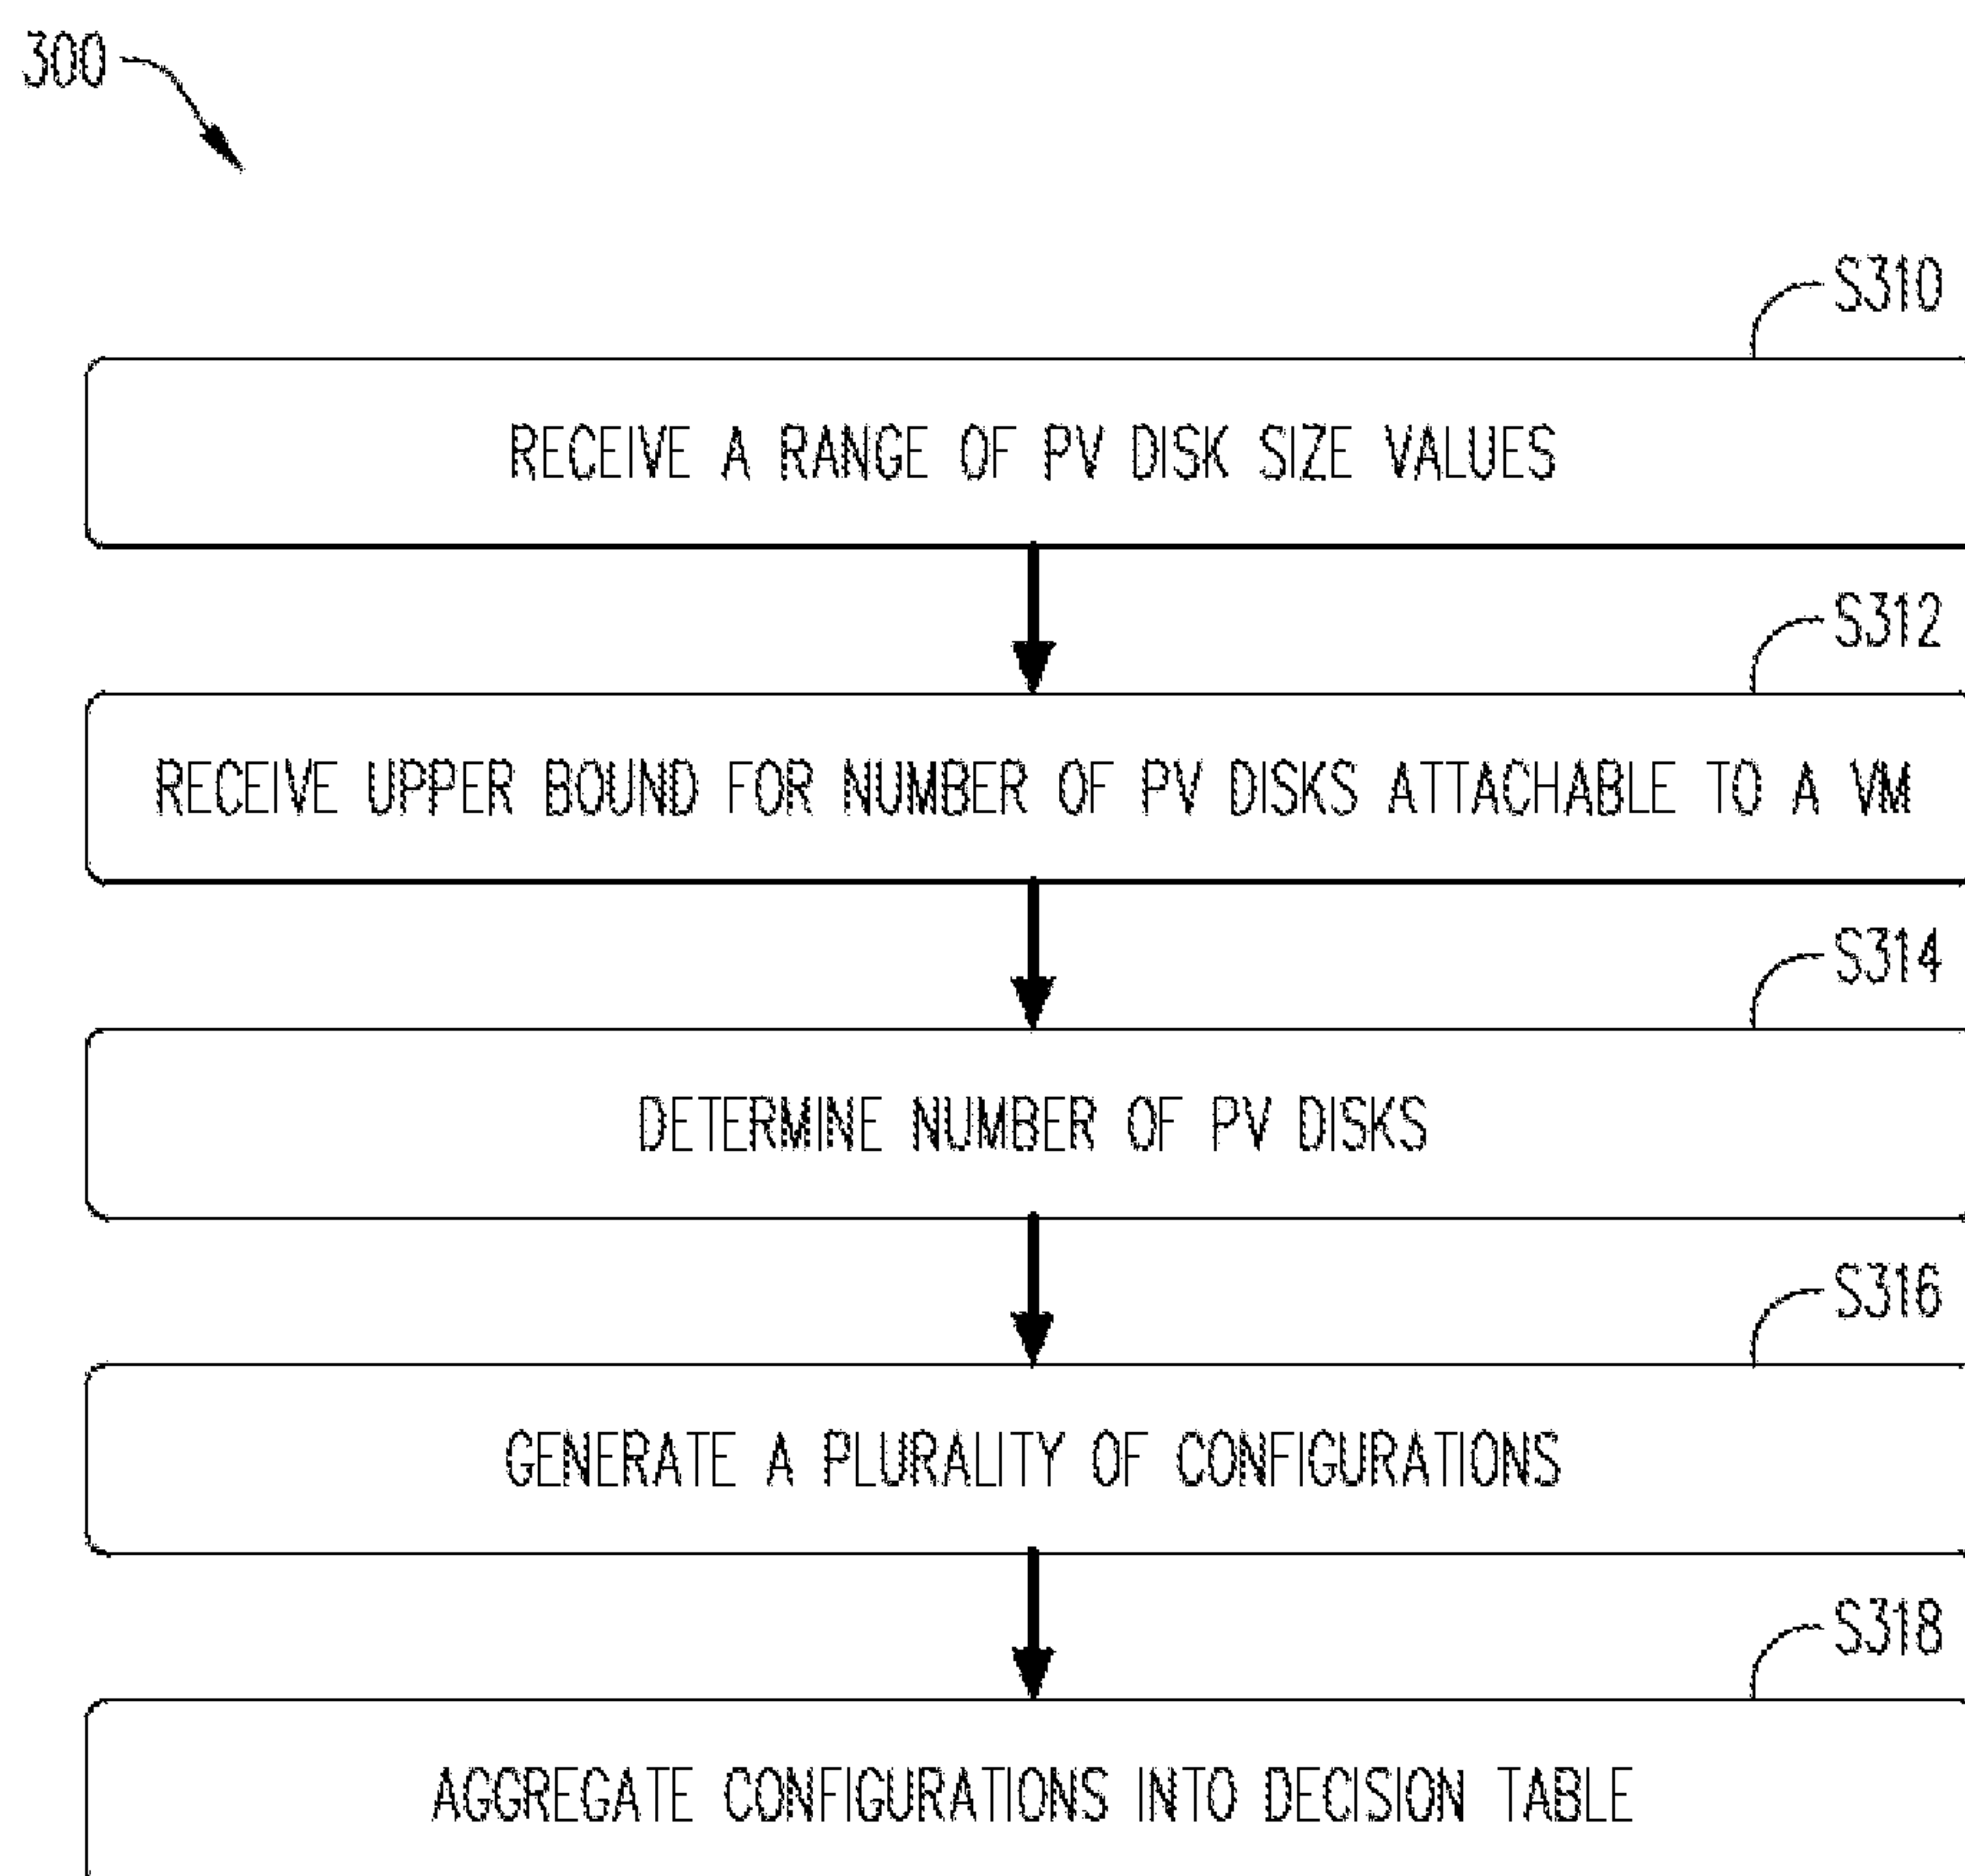 300
S310
RECEIVE A RANGE OF PV DISK SIZE VALUES
S312
RECEIVE UPPER BOUND FOR NUMBER OF PV DISKS ATTACHABLE TO A VM
S314
DETERMINE NUMBER OF PV DISKS
S316
GENERATE A PLURALITY OF CONFIGURATIONS
S318
AGGREGATE CONFIGURATIONS INTO DECISION TABLE